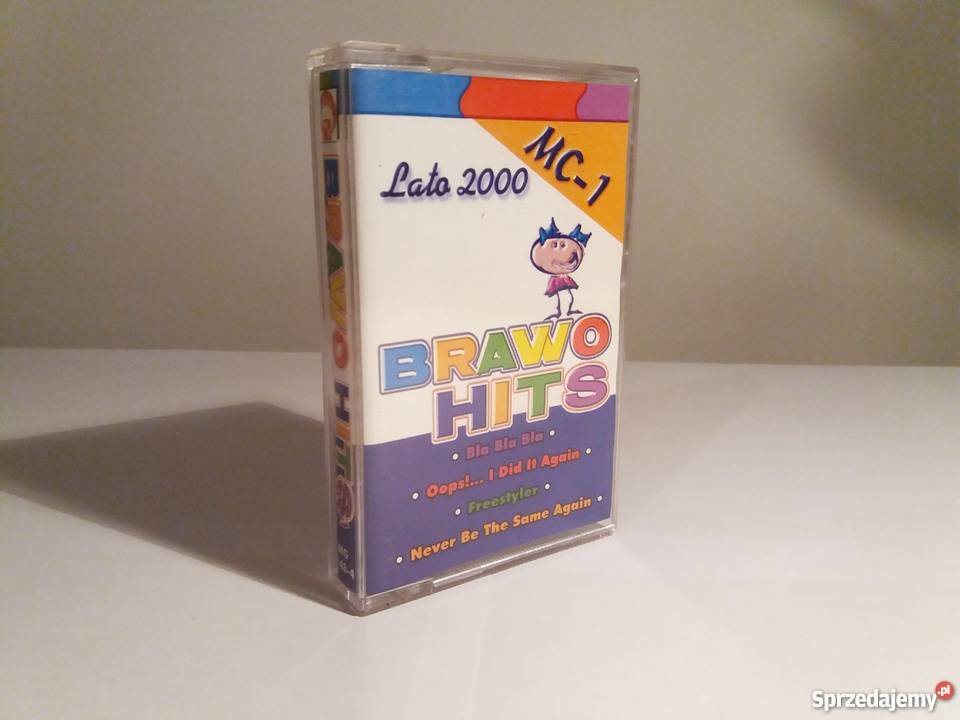 MC-1
Lato 2000
BRAWO
HITS
• Bla Bla Bla •
• Oops!... I Did It Again •
• Freestyler •
• Never Be The Same Again •
BRAWO HITS
Sprzedajemy.pl